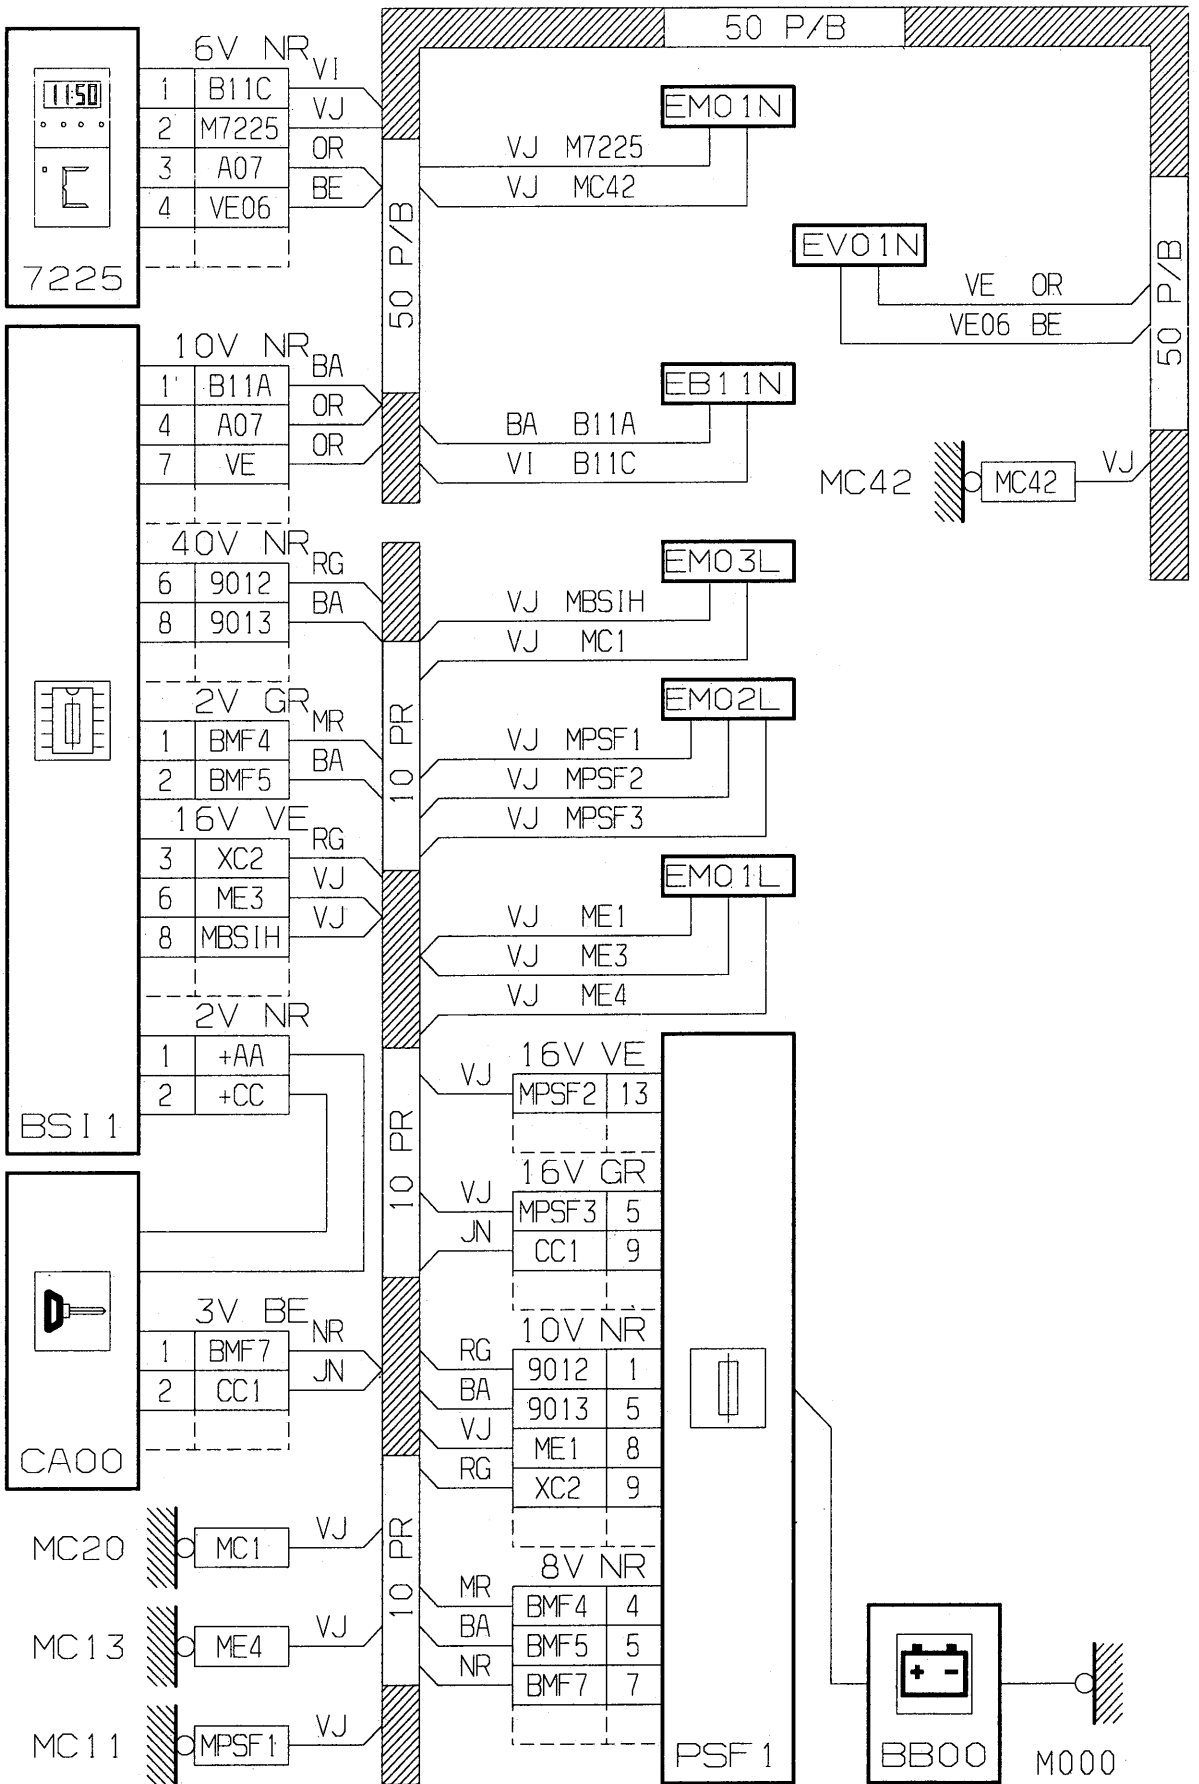 50 P/B
6V NR
11:50
°C
7225
1 B11C VI
2 M7225 VJ
3 A07 OR
4 VE06 BE
50 P/B
EM01N
VJ M7225
VJ MC42
EV01N
VE OR
VE06 BE
50 P/B
10V NR
1 B11A BA
4 A07 OR
7 VE OR
EB11N
BA B11A
VI B11C
MC42 MC42 VJ
40V NR
6 9012 RG
8 9013 BA
EM03L
VJ MBSIH
VJ MC1
2V GR
1 BMF4 MR
2 BMF5 BA
10 PR
EM02L
VJ MPSF1
VJ MPSF2
VJ MPSF3
16V VE
3 XC2 RG
6 ME3 VJ
8 MBSIH VJ
EM01L
VJ ME1
VJ ME3
VJ ME4
2V NR
1 +AA
2 +CC
BSI1
10 PR
16V VE
VJ MPSF2 13
16V GR
VJ MPSF3 5
JN CC1 9
3V BE
1 BMF7 NR
2 CC1 JN
CA00
10V NR
RG 9012 1
BA 9013 5
VJ ME1 8
RG XC2 9
MC20 MC1 VJ
MC13 ME4 VJ
MC11 MPSF1 VJ
10 PR
8V NR
MR BMF4 4
BA BMF5 5
NR BMF7 7
PSF1
+ -
BB00
M000